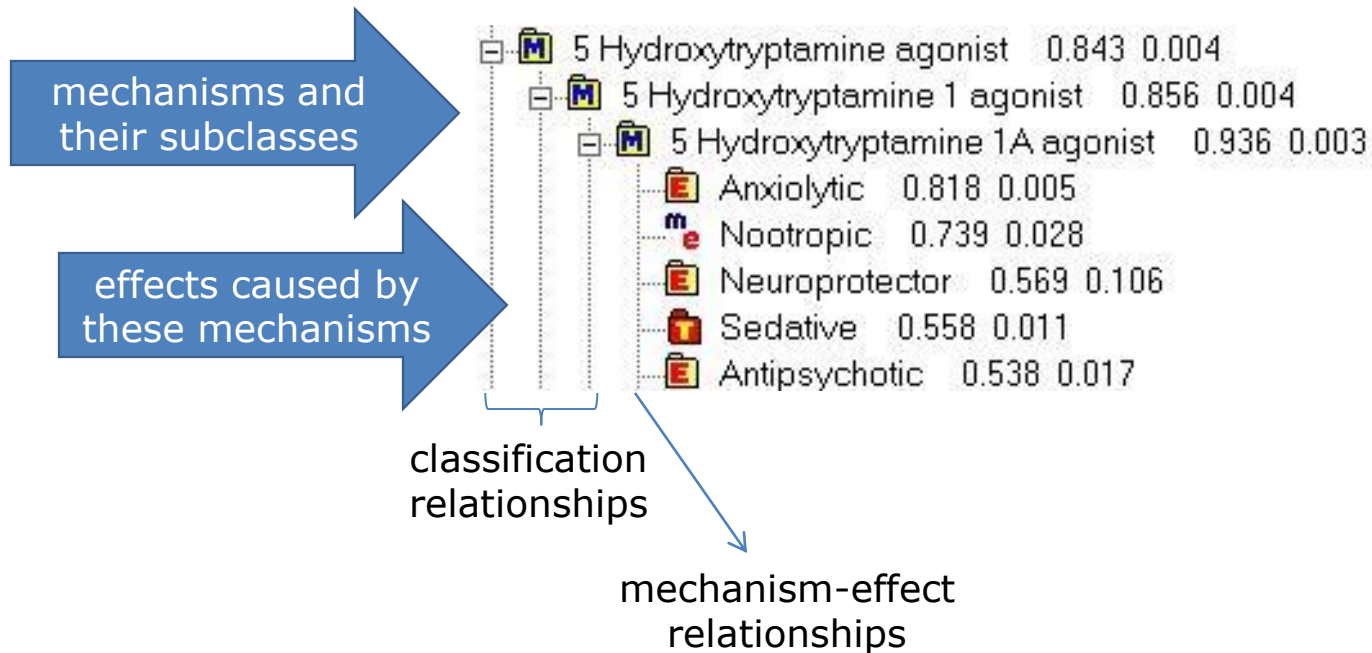 mechanisms and
their subclasses
effects caused by
these mechanisms
M 5 Hydroxytryptamine agonist 0.843 0.004
M 5 Hydroxytryptamine 1 agonist 0.856 0.004
M 5 Hydroxytryptamine 1A agonist 0.936 0.003
E Anxiolytic 0.818 0.005
m e Nootropic 0.739 0.028
E Neuroprotector 0.569 0.106
T Sedative 0.558 0.011
E Antipsychotic 0.538 0.017
classification
relationships
mechanism-effect
relationships